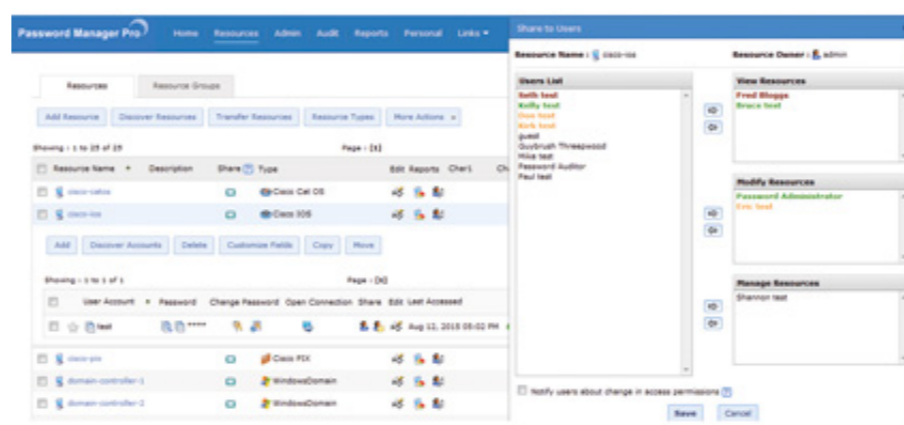 Password Manager Pro
Home Resources Admin Audit Reports Personal Links
Resources Resource Groups
Add Resource Discover Resources Transfer Resources Resource Types More Actions
Showing : 1 to 25 of 25 Page : [1]
Resource Name Description Share Type Edit Reports
cisco-catos Cisco Cat OS
cisco-ios Cisco IOS
Add Discover Accounts Delete Customize Fields Copy Move
Showing : 1 to 1 of 1 Page : [1]
User Account Password Change Password Open Connection Share Edit Last Accessed
test **** Aug 12, 2015 05:02 PM
cisco-pix Cisco PIX
domain-controller-1 WindowsDomain
domain-controller-2 WindowsDomain
Share to Users
Resource Name : cisco-ios Resource Owner : admin
Users List
Seth test
Kelly test
Don test
Kerk test
guest
Guybrush Threepwood
Mike test
Password Auditor
Paul test
View Resources
Fred Bloggs
Bruce test
Modify Resources
Password Administrator
Eric test
Manage Resources
Shannon test
Notify users about change in access permissions [?]
Save Cancel